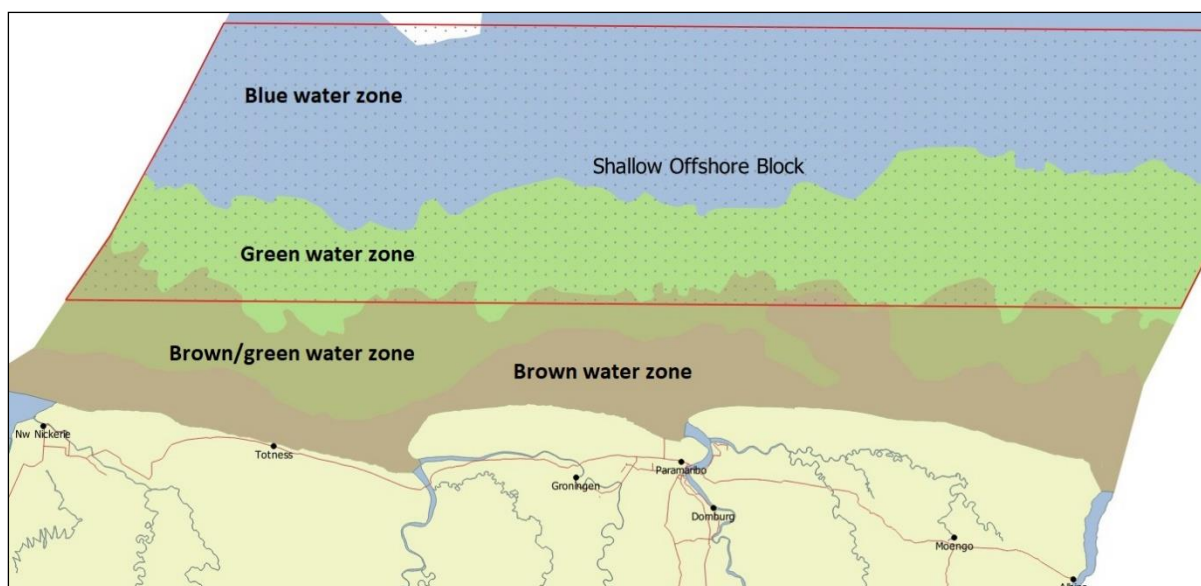 Blue water zone
Shallow Offshore Block
Green water zone
Brown/green water zone
Brown water zone
Nw Nickerie
Totness
Paramaribo
Groningen
Domburg
Moengo